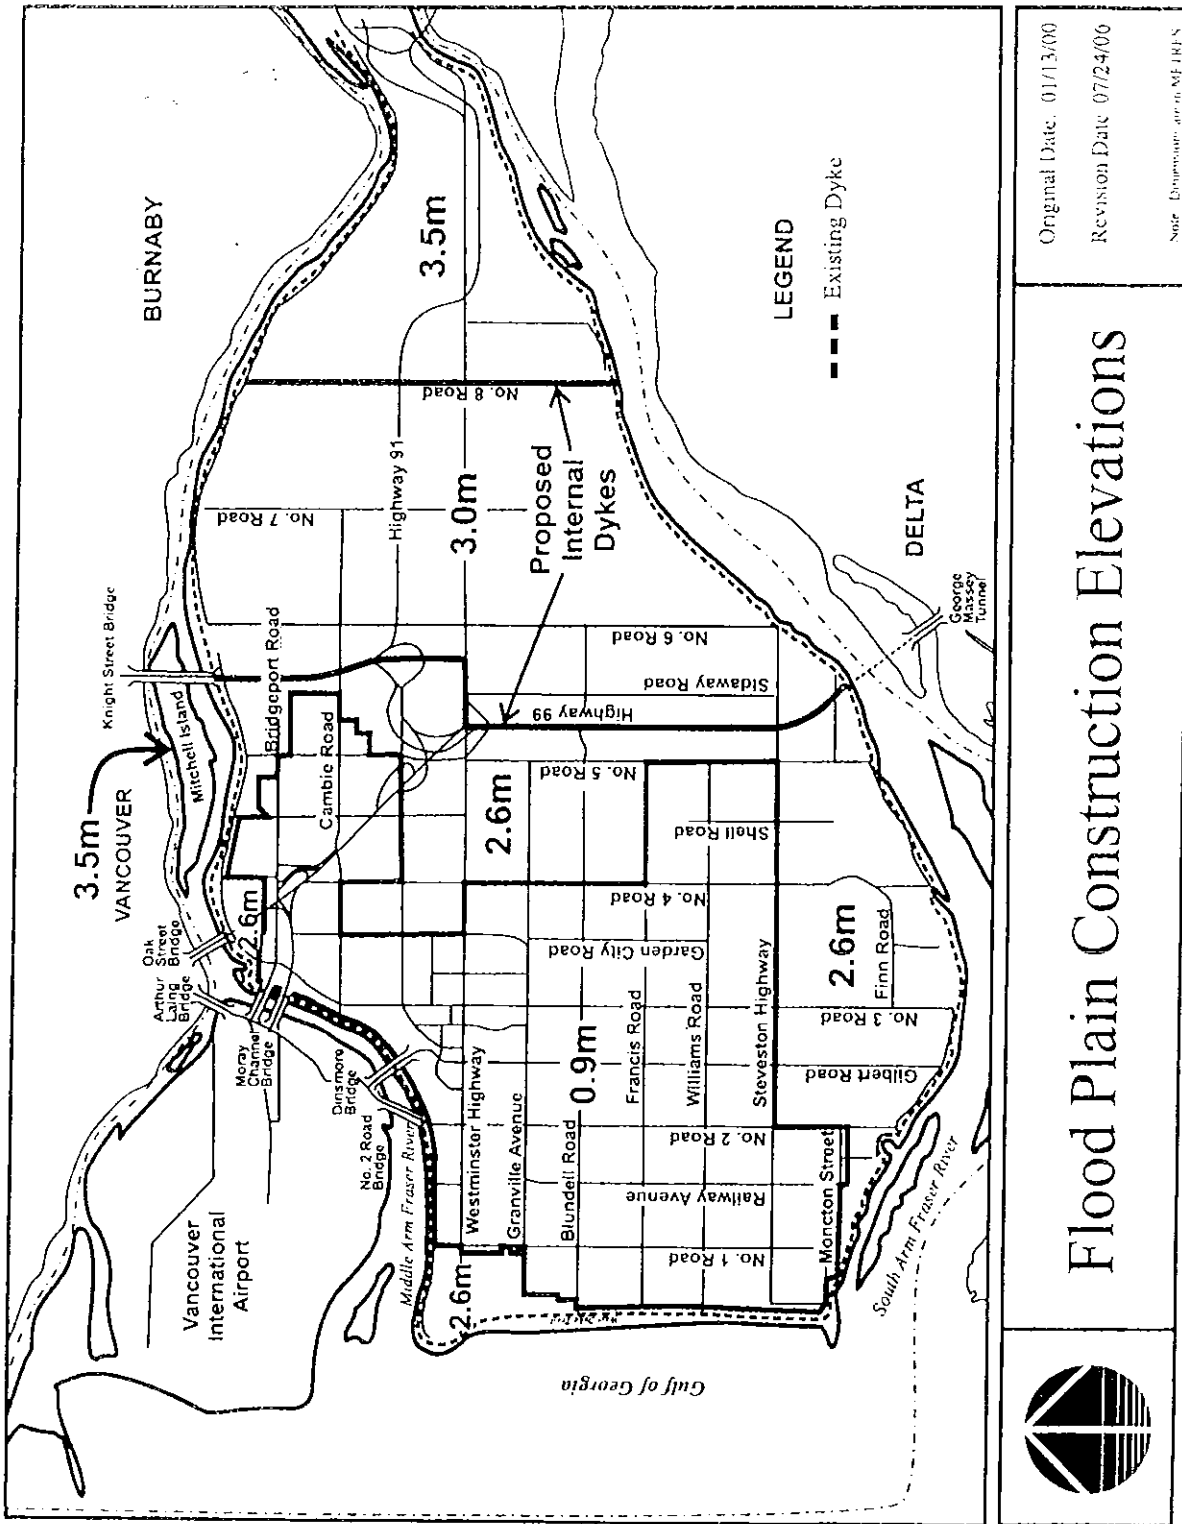 BURNABY
VANCOUVER
3.5m
Knight Street Bridge
Mitchell Island
Oak
Street
Bridge
Arthur
Laing
Bridge
Moray
Channel
Bridge
Dinsmore
Bridge
No. 2 Road
Bridge
Middle Arm Fraser River
Vancouver
International
Airport
2.6m
Bridgeport Road
Cambie Road
Highway 91
No. 7 Road
No. 8 Road
3.5m
3.0m
Proposed
Internal
Dykes
No. 6 Road
Sidaway Road
Highway 99
No. 5 Road
Shell Road
No. 4 Road
Garden City Road
No. 3 Road
Gilbert Road
No. 2 Road
Railway Avenue
No. 1 Road
2.6m
Westminster Highway
Granville Avenue
Blundell Road
0.9m
Francis Road
Williams Road
Steveston Highway
Moncton Street
2.6m
Finn Road
2.6m
Gulf of Georgia
South Arm Fraser River
George
Massey
Tunnel
DELTA
LEGEND
Existing Dyke
Flood Plain Construction Elevations
Original Date: 01/13/00
Revision Date 07/24/06
Note: Dimensions are in METRES